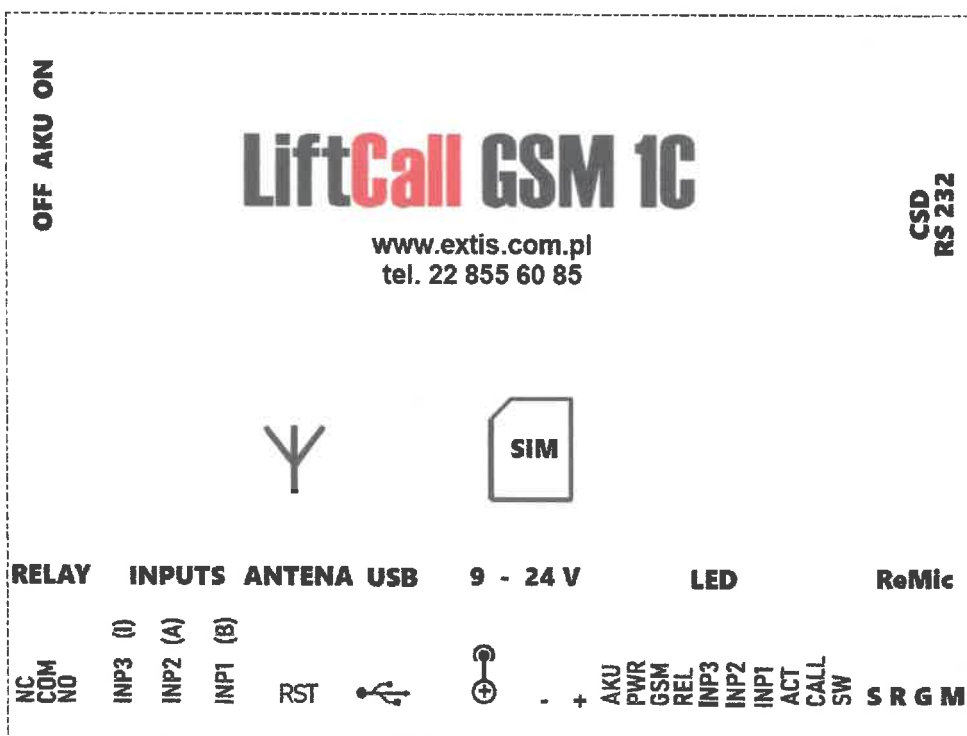 OFF AKU ON
LiftCall GSM 1C
www.extis.com.pl
tel. 22 855 60 85
CSD
RS 232
SIM
RELAY INPUTS ANTENA USB 9 - 24 V LED ReMic
NC
COM
NO
INP3 (I)
INP2 (A)
INP1 (B)
RST
- +
AKU
PWR
GSM
REL
INP3
INP2
INP1
ACT
CALL
SW
S R G M